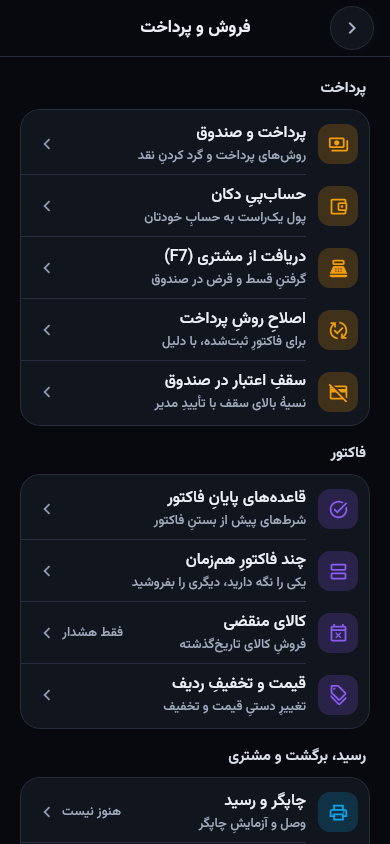 فروش و پرداخت
پرداخت
پرداخت و صندوق
روش‌های پرداخت و گرد کردنِ نقد
حساب‌پیِ دکان
پول یک‌راست به حسابِ خودتان
دریافت از مشتری (F7)
گرفتنِ قسط و قرض در صندوق
اصلاحِ روشِ پرداخت
برای فاکتورِ ثبت‌شده، با دلیل
سقفِ اعتبار در صندوق
نسیهٔ بالای سقف با تأییدِ مدیر
فاکتور
قاعده‌های پایانِ فاکتور
شرط‌های پیش از بستنِ فاکتور
چند فاکتورِ هم‌زمان
یکی را نگه دارید، دیگری را بفروشید
کالای منقضی
فقط هشدار
فروشِ کالای تاریخ‌گذشته
قیمت و تخفیفِ ردیف
تغییرِ دستیِ قیمت و تخفیف
رسید، برگشت و مشتری
چاپگر و رسید
هنوز نیست
وصل و آزمایشِ چاپگر